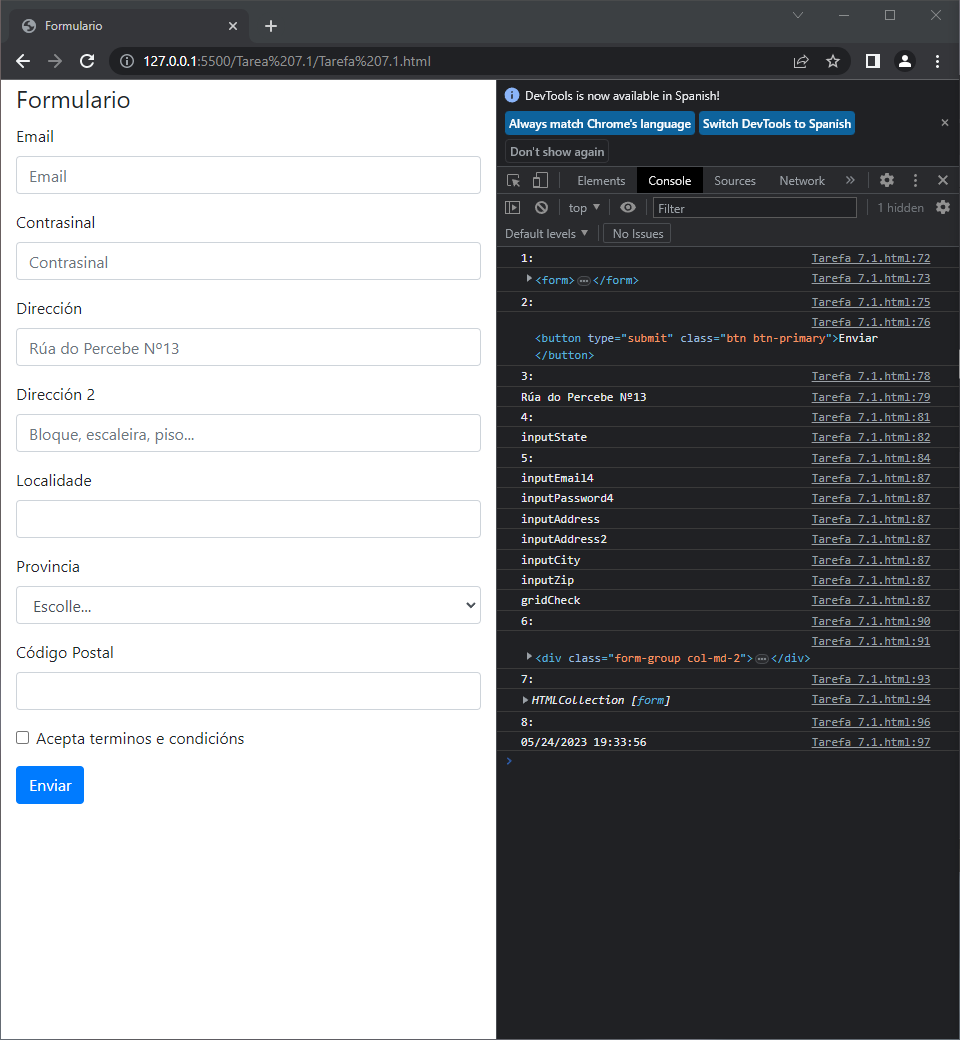 Formulario
127.0.0.1:5500/Tarea%207.1/Tarefa%207.1.html
Formulario
Email
Email
Contrasinal
Contrasinal
Dirección
Rúa do Percebe Nº13
Dirección 2
Bloque, escaleira, piso...
Localidade
Provincia
Escolle...
Código Postal
Acepta terminos e condicións
Enviar
DevTools is now available in Spanish!
Always match Chrome's language Switch DevTools to Spanish
Don't show again
Elements Console Sources Network »
top Filter 1 hidden
Default levels No Issues
1: Tarefa 7.1.html:72
<form>…</form> Tarefa 7.1.html:73
2: Tarefa 7.1.html:75
Tarefa 7.1.html:76
<button type="submit" class="btn btn-primary">Enviar
</button>
3: Tarefa 7.1.html:78
Rúa do Percebe Nº13 Tarefa 7.1.html:79
4: Tarefa 7.1.html:81
inputState Tarefa 7.1.html:82
5: Tarefa 7.1.html:84
inputEmail4 Tarefa 7.1.html:87
inputPassword4 Tarefa 7.1.html:87
inputAddress Tarefa 7.1.html:87
inputAddress2 Tarefa 7.1.html:87
inputCity Tarefa 7.1.html:87
inputZip Tarefa 7.1.html:87
gridCheck Tarefa 7.1.html:87
6: Tarefa 7.1.html:90
Tarefa 7.1.html:91
<div class="form-group col-md-2">…</div>
7: Tarefa 7.1.html:93
HTMLCollection [form] Tarefa 7.1.html:94
8: Tarefa 7.1.html:96
05/24/2023 19:33:56 Tarefa 7.1.html:97